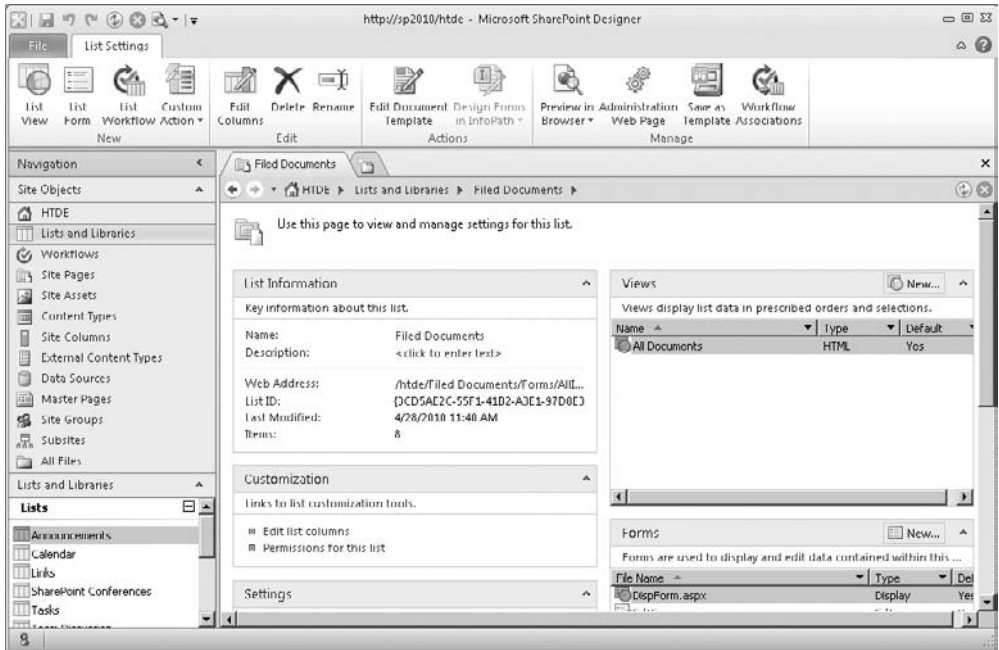 http://sp2010/htde - Microsoft SharePoint Designer
File
List Settings
List View
List Form
List Workflow
Custom Action
New
Edit Columns
Delete
Rename
Edit
Edit Document Template
Design Forms in InfoPath
Actions
Preview in Browser
Administration Web Page
Save as Template
Workflow Associations
Manage
Navigation
Site Objects
HTDE
Lists and Libraries
Workflows
Site Pages
Site Assets
Content Types
Site Columns
External Content Types
Data Sources
Master Pages
Site Groups
Subsites
All Files
Lists and Libraries
Lists
Announcements
Calendar
Links
SharePoint Conferences
Tasks
Filed Documents
HTDE Lists and Libraries Filed Documents
Use this page to view and manage settings for this list.
List Information
Key information about this list.
Name: Filed Documents
Description: <click to enter text>
Web Address: /htde/Filed Documents/Forms/AllI...
List ID:
Last Modified: 4/28/2010 11:40 AM
Items: 8
Customization
Links to list customization tools.
Edit list columns
Permissions for this list
Settings
Views
New...
Views display list data in prescribed orders and selections.
Name Type Default
All Documents HTML Yes
Forms
New...
Forms are used to display and edit data contained within this ...
File Name Type Def
DispForm.aspx Display Yes